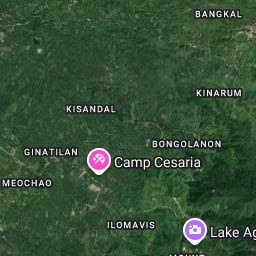 BANGKAL
KINARUM
KISANDAL
BONGOLANON
GINATILAN
Camp Cesaria
MEOCHAO
ILOMAVIS
Lake Ag